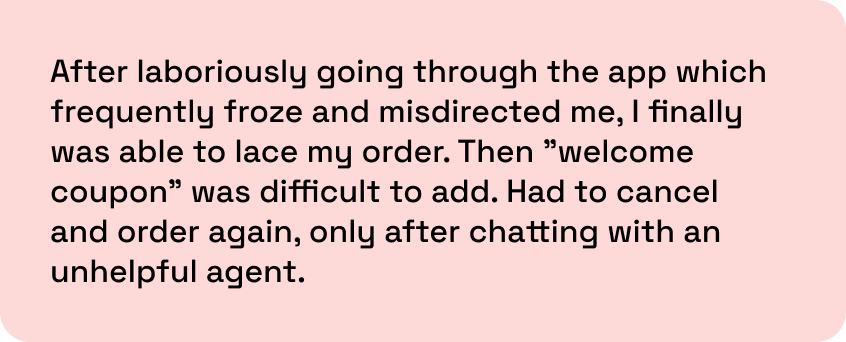 After laboriously going through the app which
frequently froze and misdirected me, I finally
was able to lace my order. Then ”welcome
coupon” was difficult to add. Had to cancel
and order again, only after chatting with an
unhelpful agent.